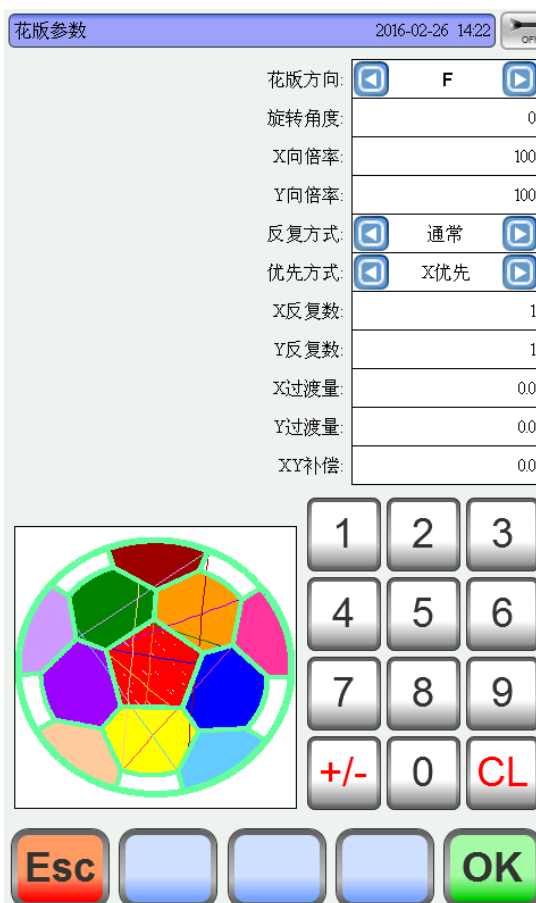 花版参数 2016-02-26 14:22 OFF
花版方向: F
旋转角度: 0
X向倍率: 100
Y向倍率: 100
反复方式: 通常
优先方式: X优先
X反复数: 1
Y反复数: 1
X过渡量: 0.0
Y过渡量: 0.0
XY补偿: 0.0
1 2 3
4 5 6
7 8 9
+/- 0 CL
Esc OK